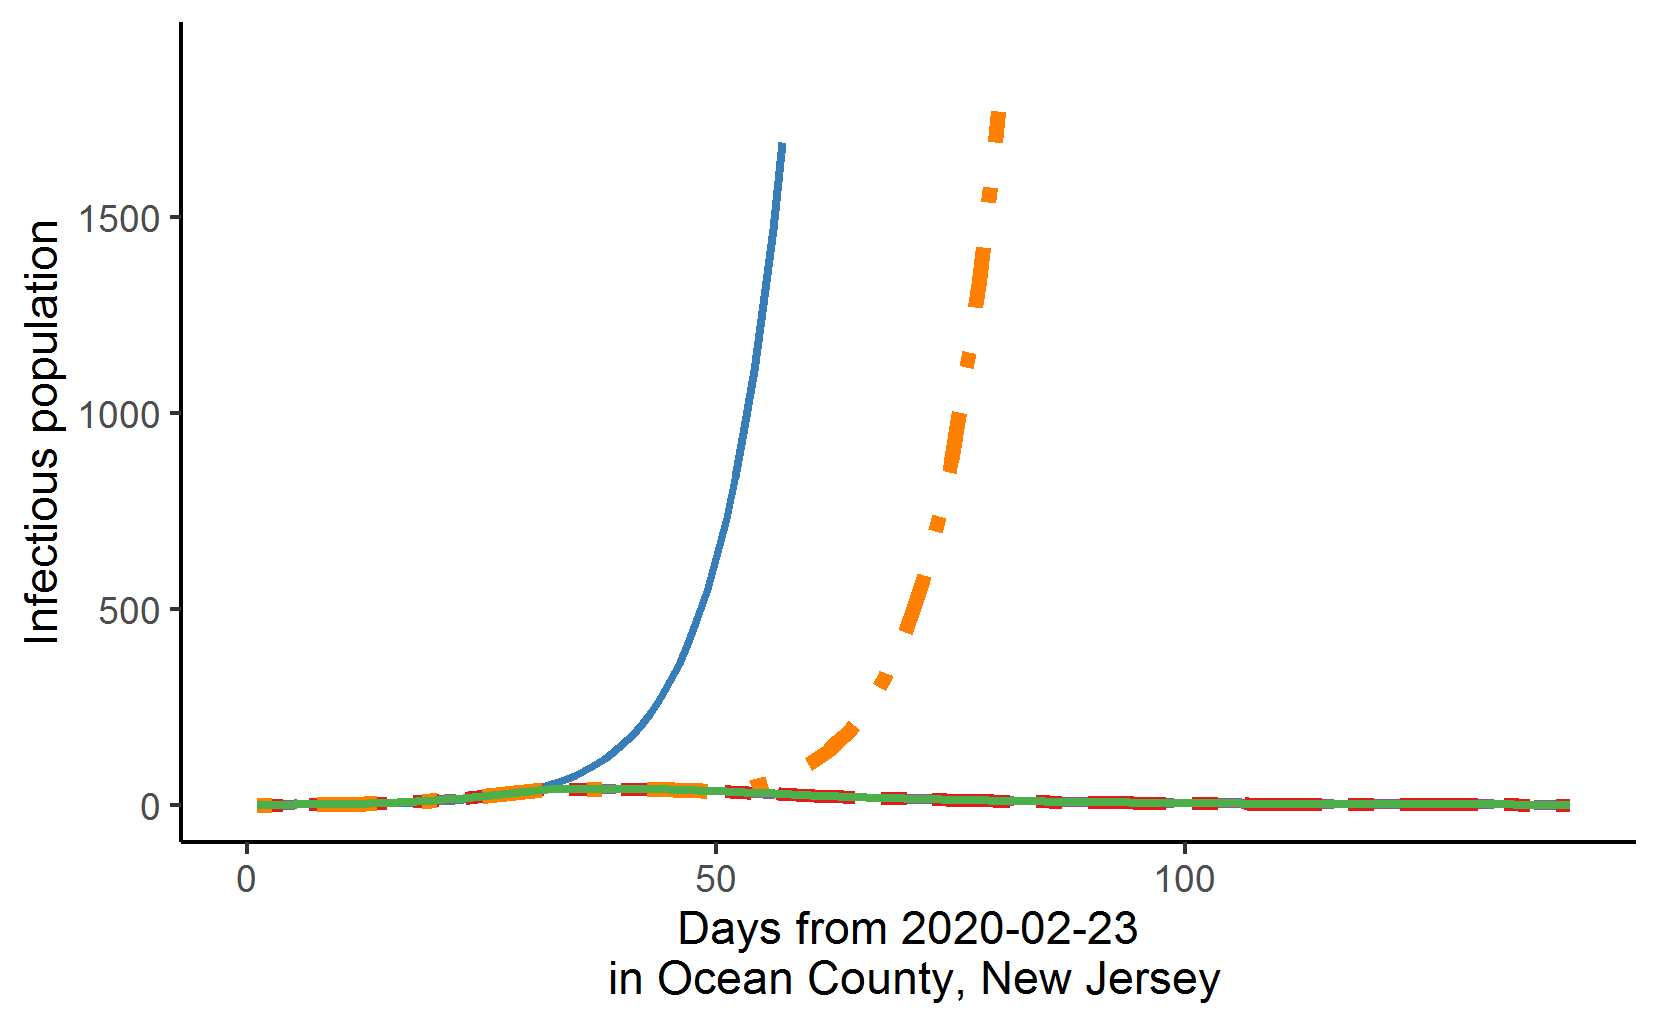 Infectious population
1500
1000
500
0
0 50 100
Days from 2020-02-23
in Ocean County, New Jersey